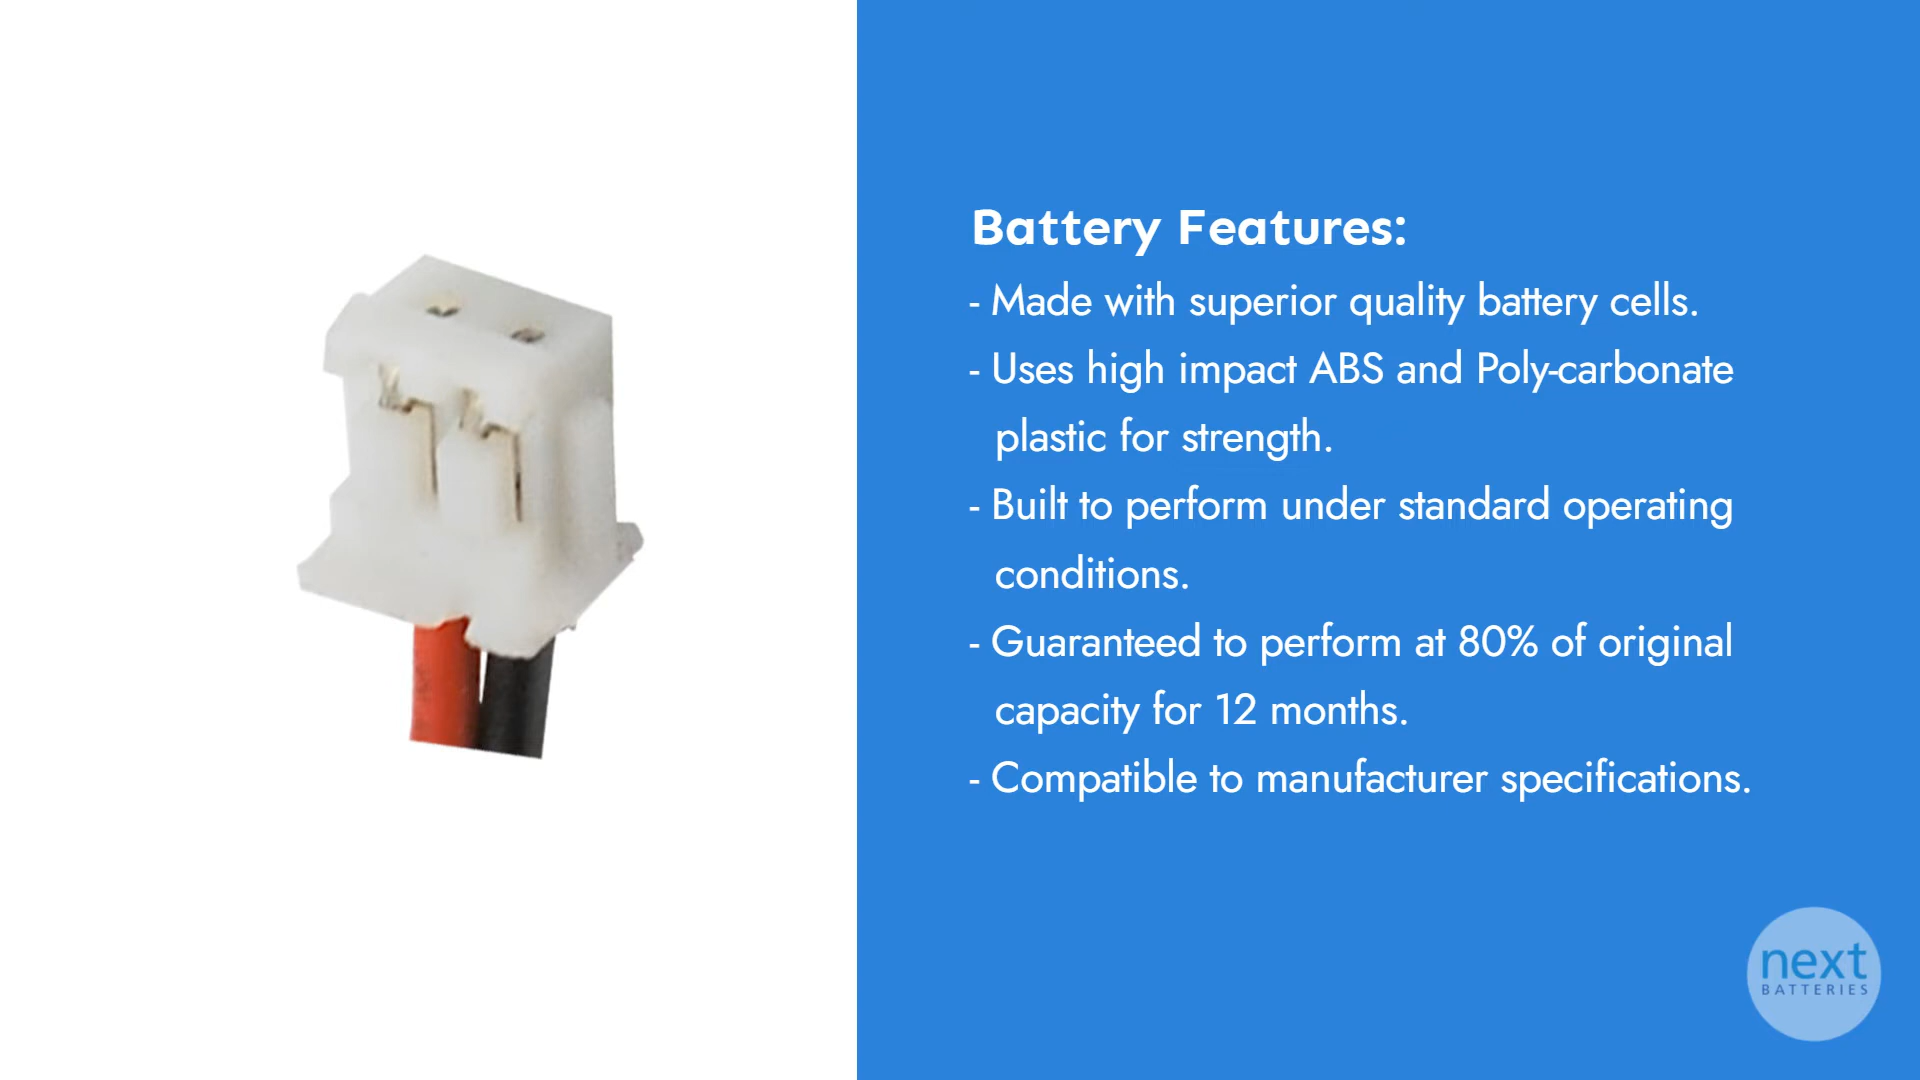 Battery Features:
- Made with superior quality battery cells.
- Uses high impact ABS and Poly-carbonate
plastic for strength.
- Built to perform under standard operating
conditions.
- Guaranteed to perform at 80% of original
capacity for 12 months.
- Compatible to manufacturer specifications.
next
BATTERIES